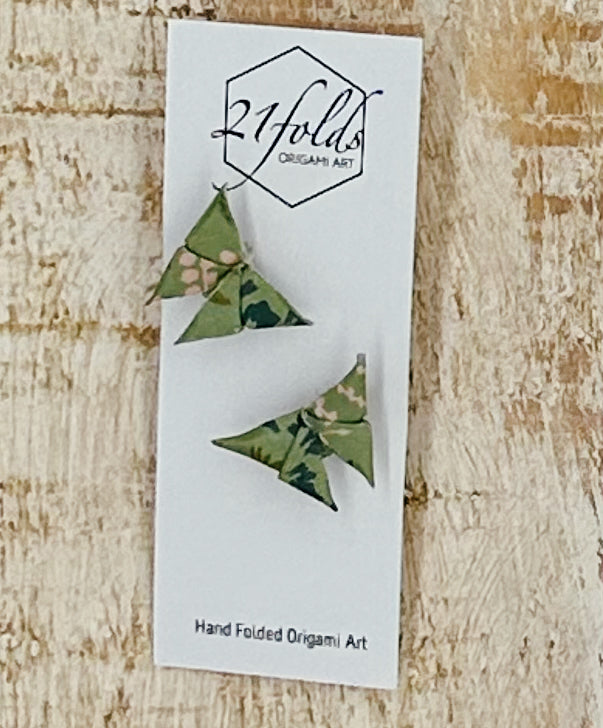 21folds
ORIGAMI ART
Hand Folded Origami Art